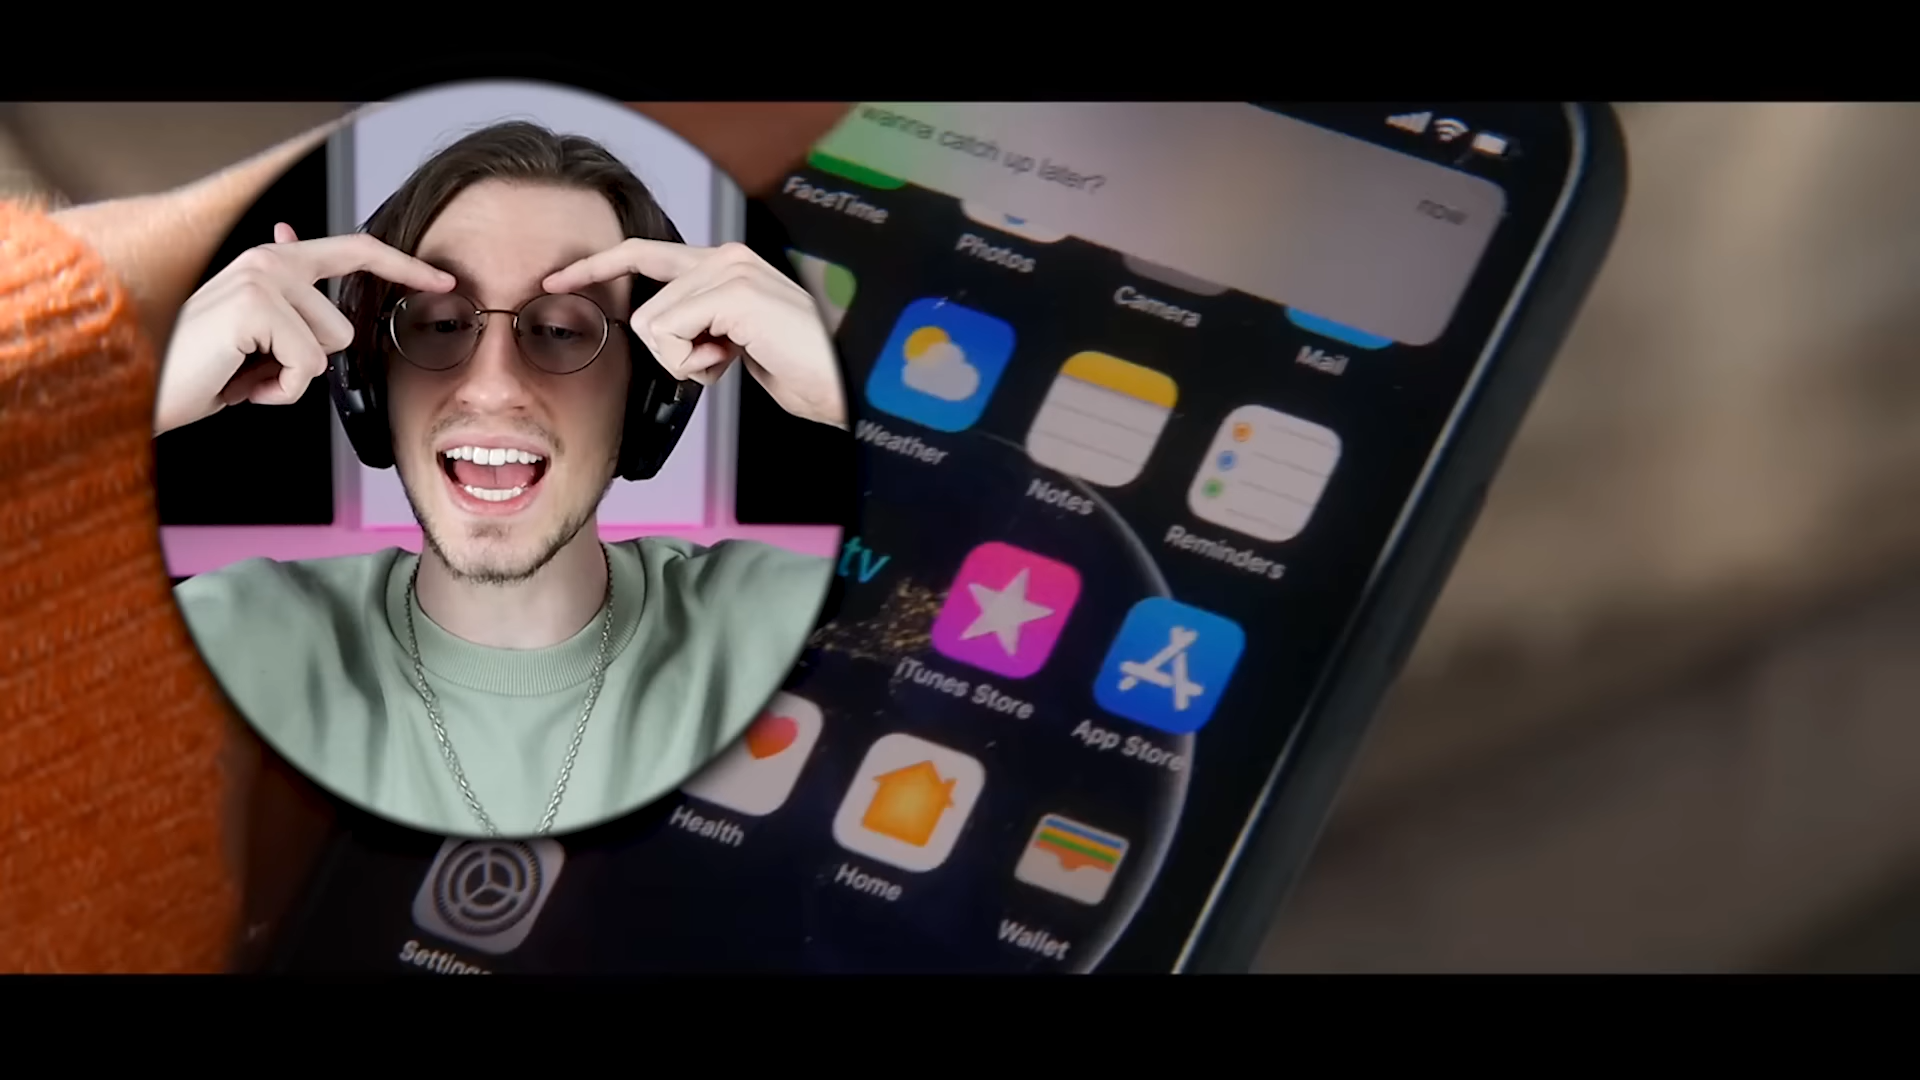 wanna catch up later?
now
FaceTime
Photos
Camera
Mail
Weather
Notes
Reminders
tv
iTunes Store
App Store
Health
Home
Wallet
Settings